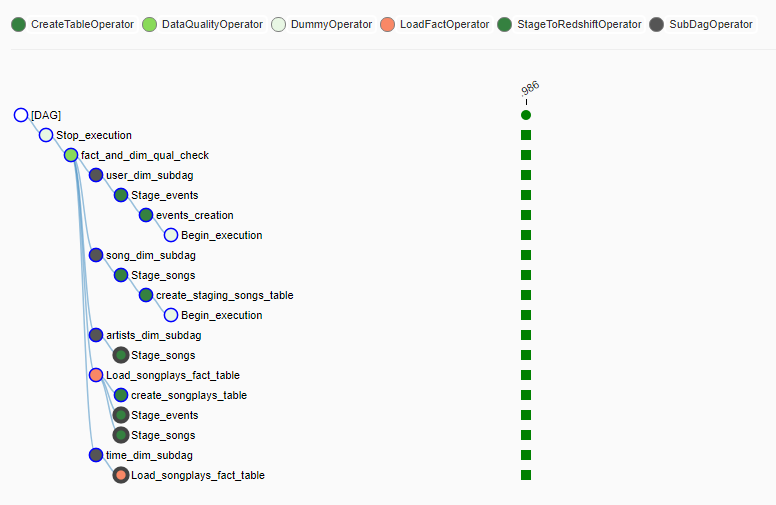 CreateTableOperator DataQualityOperator DummyOperator LoadFactOperator StageToRedshiftOperator SubDagOperator
.986
[DAG]
Stop_execution
fact_and_dim_qual_check
user_dim_subdag
Stage_events
events_creation
Begin_execution
song_dim_subdag
Stage_songs
create_staging_songs_table
Begin_execution
artists_dim_subdag
Stage_songs
Load_songplays_fact_table
create_songplays_table
Stage_events
Stage_songs
time_dim_subdag
Load_songplays_fact_table